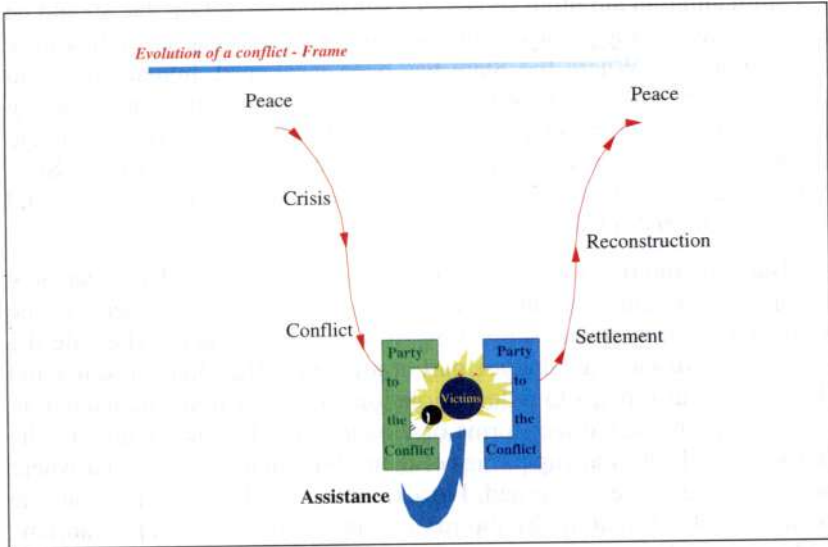 Evolution of a conflict - Frame
Peace
Peace
Crisis
Reconstruction
Conflict
Settlement
Party
to
the
Conflict
Victims
Party
to
the
Conflict
Assistance